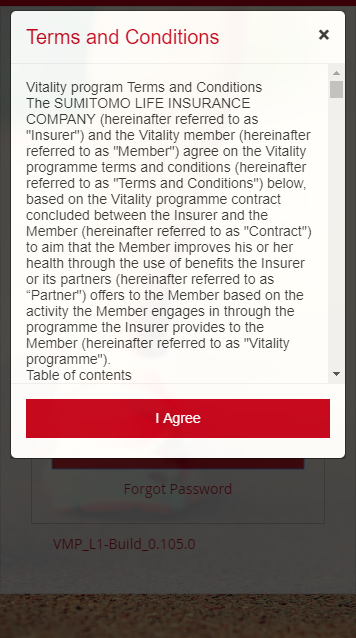 Terms and Conditions
×
Vitality program Terms and Conditions
The SUMITOMO LIFE INSURANCE
COMPANY (hereinafter referred to as
"Insurer") and the Vitality member (hereinafter
referred to as "Member") agree on the Vitality
programme terms and conditions (hereinafter
referred to as "Terms and Conditions") below,
based on the Vitality programme contract
concluded between the Insurer and the
Member (hereinafter referred to as "Contract")
to aim that the Member improves his or her
health through the use of benefits the Insurer
or its partners (hereinafter referred to as
“Partner") offers to the Member based on the
activity the Member engages in through the
programme the Insurer provides to the
Member (hereinafter referred to as "Vitality
programme").
Table of contents
I Agree
Forgot Password
VMP_L1-Build_0.105.0